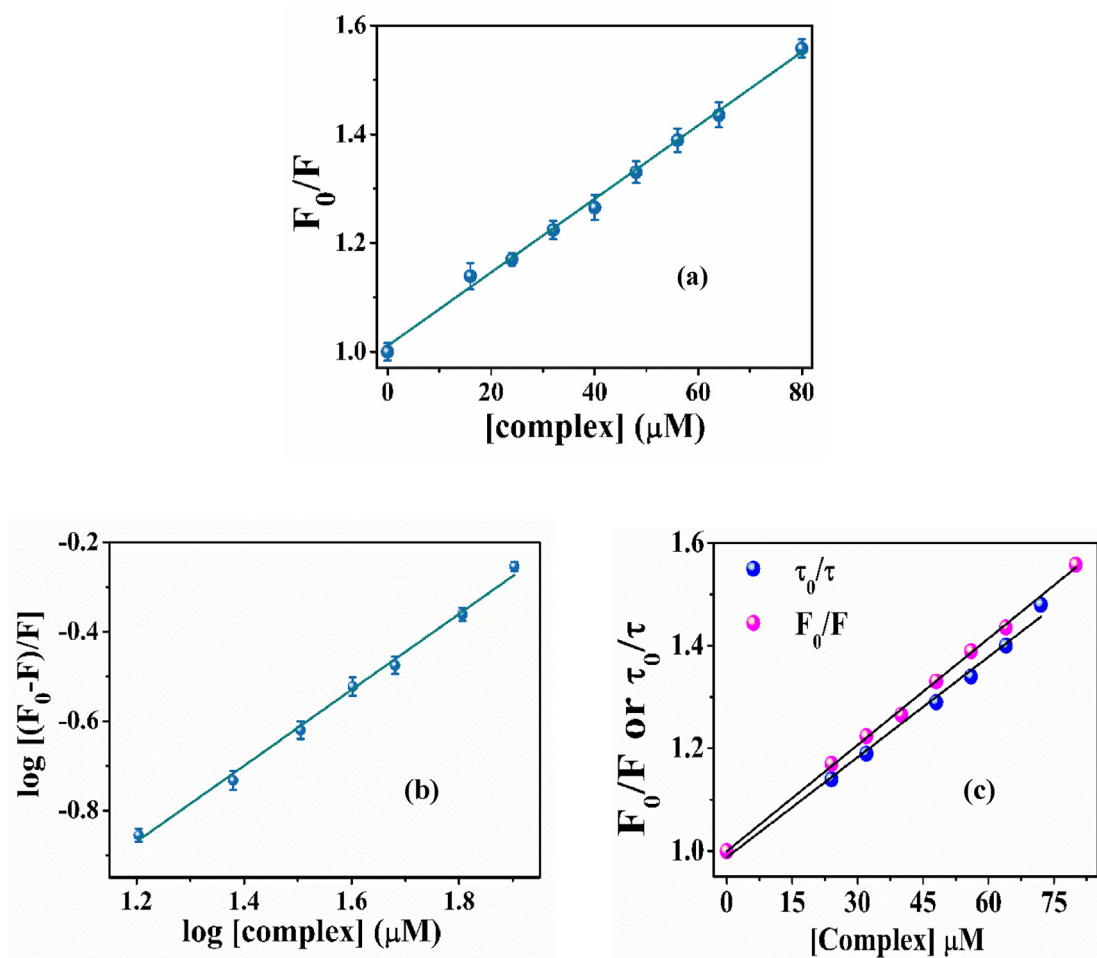 1.6
1.4
1.2
1.0
F0/F
(a)
0 20 40 60 80
[complex] (μM)
-0.2
-0.4
-0.6
-0.8
log [(F0-F)/F]
(b)
1.2 1.4 1.6 1.8
log [complex] (μM)
1.6
1.4
1.2
1.0
F0/F or τ0/τ
τ0/τ
F0/F
(c)
0 15 30 45 60 75
[Complex] μM